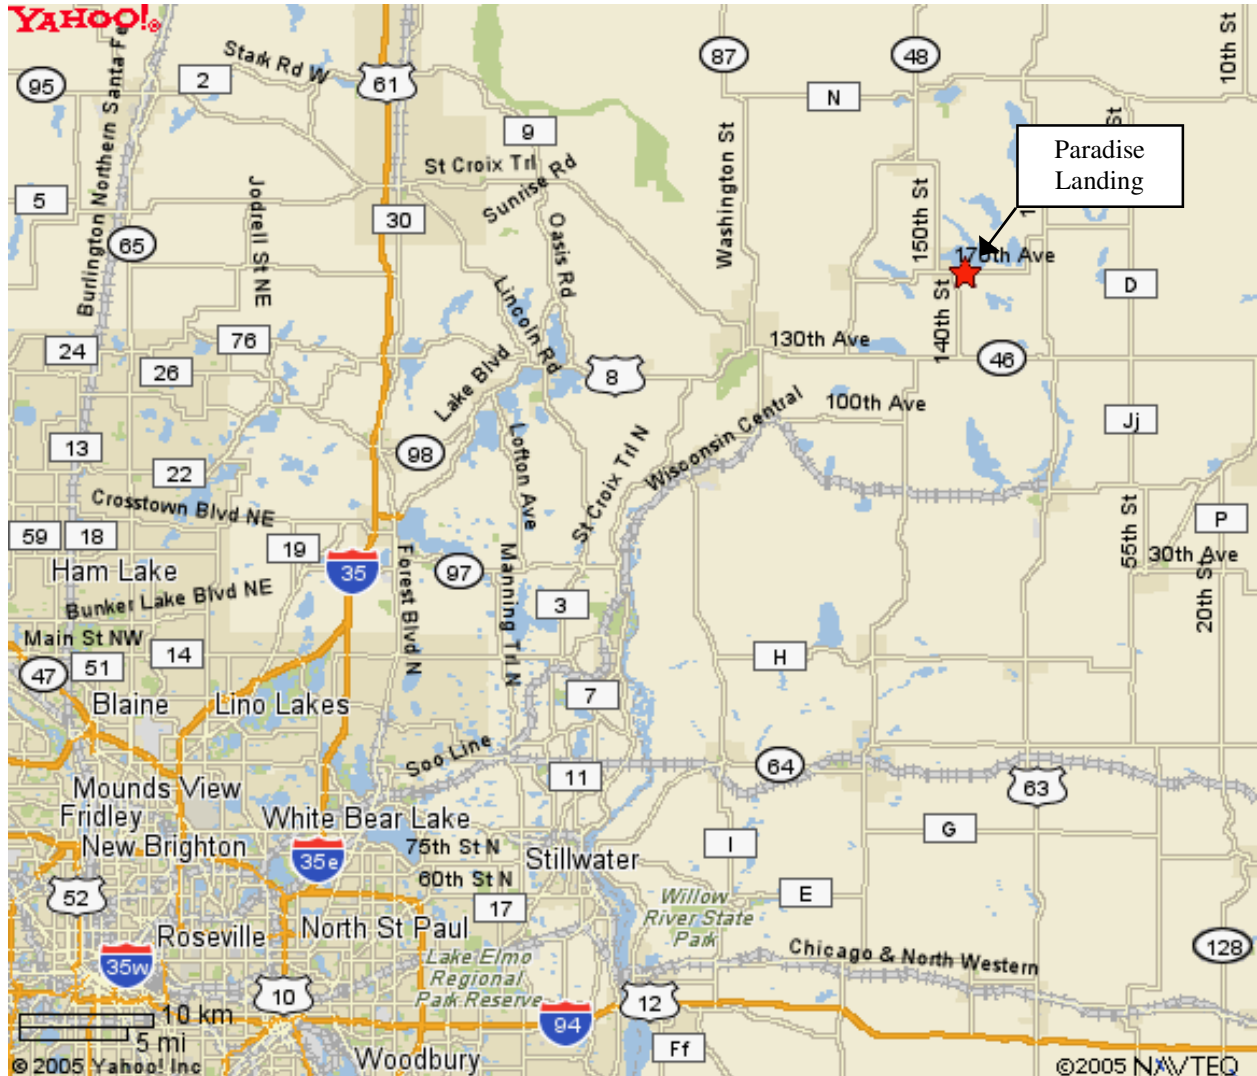 YAHOO!®
Burlington Northern Santa Fe
Stark Rd W
61
87
48
10th St
95
2
N
St
9
Paradise
Landing
St Croix Trl
Sunrise Rd
5
Jodrell St NE
30
Oasis Rd
Washington St
150th St
1
65
170th Ave
D
Lincoln Rd
140th St
24
76
26
Lake Blvd
8
130th Ave
46
100th Ave
Wisconsin Central
Jj
13
98
22
Lofton Ave
St Croix Trl N
Crosstown Blvd NE
59
18
19
55th St
P
Ham Lake
35
Forest Blvd N
97
Manning Trl N
30th Ave
20th St
Bunker Lake Blvd NE
3
Main St NW
14
51
47
H
7
Blaine
Lino Lakes
Soo Line
11
64
63
Mounds View
Fridley
White Bear Lake
New Brighton
35e
75th St N
Stillwater
I
G
60th St N
52
17
Willow
River State
Park
E
Roseville
North St Paul
128
35w
Lake Elmo
Regional
Park Reserve
Chicago & North Western
10
12
94
10 km
5 mi
Ff
Woodbury
© 2005 Yahoo! Inc
©2005 NAVTEQ